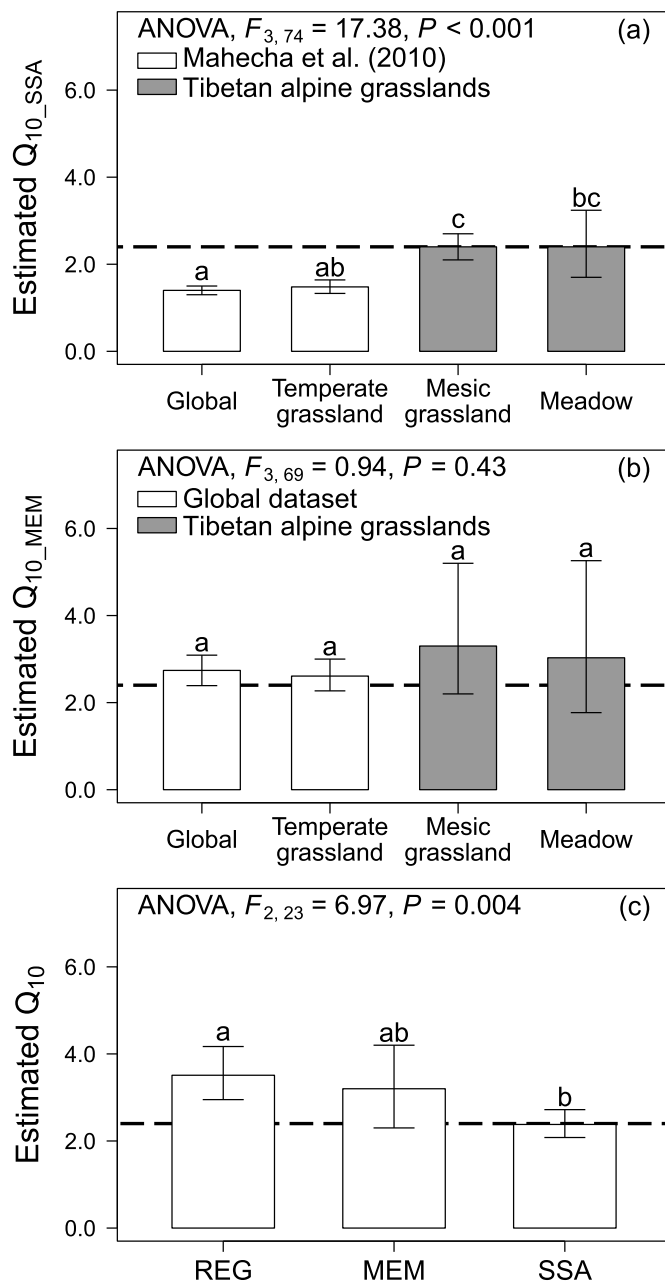 ANOVA, F3, 74 = 17.38, P < 0.001 (a)
Mahecha et al. (2010)
Tibetan alpine grasslands
Estimated Q10_SSA
6.0
4.0
2.0
0.0
a
ab
c
bc
Global
Temperate grassland
Mesic grassland
Meadow
ANOVA, F3, 69 = 0.94, P = 0.43 (b)
Global dataset
Tibetan alpine grasslands
Estimated Q10_MEM
6.0
4.0
2.0
0.0
a
a
a
a
Global
Temperate grassland
Mesic grassland
Meadow
ANOVA, F2, 23 = 6.97, P = 0.004 (c)
Estimated Q10
6.0
4.0
2.0
0.0
a
ab
b
REG
MEM
SSA